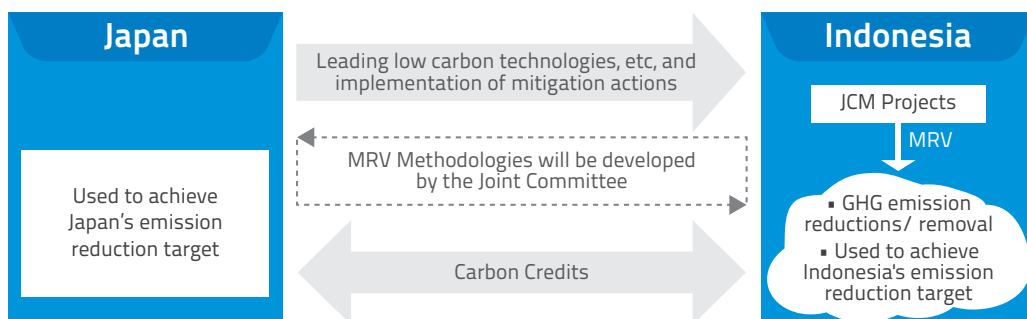 Japan
Used to achieve
Japan's emission
reduction target
Leading low carbon technologies, etc, and
implementation of mitigation actions
MRV Methodologies will be developed
by the Joint Committee
Carbon Credits
Indonesia
JCM Projects
MRV
▪ GHG emission
reductions/ removal
▪ Used to achieve
Indonesia's emission
reduction target